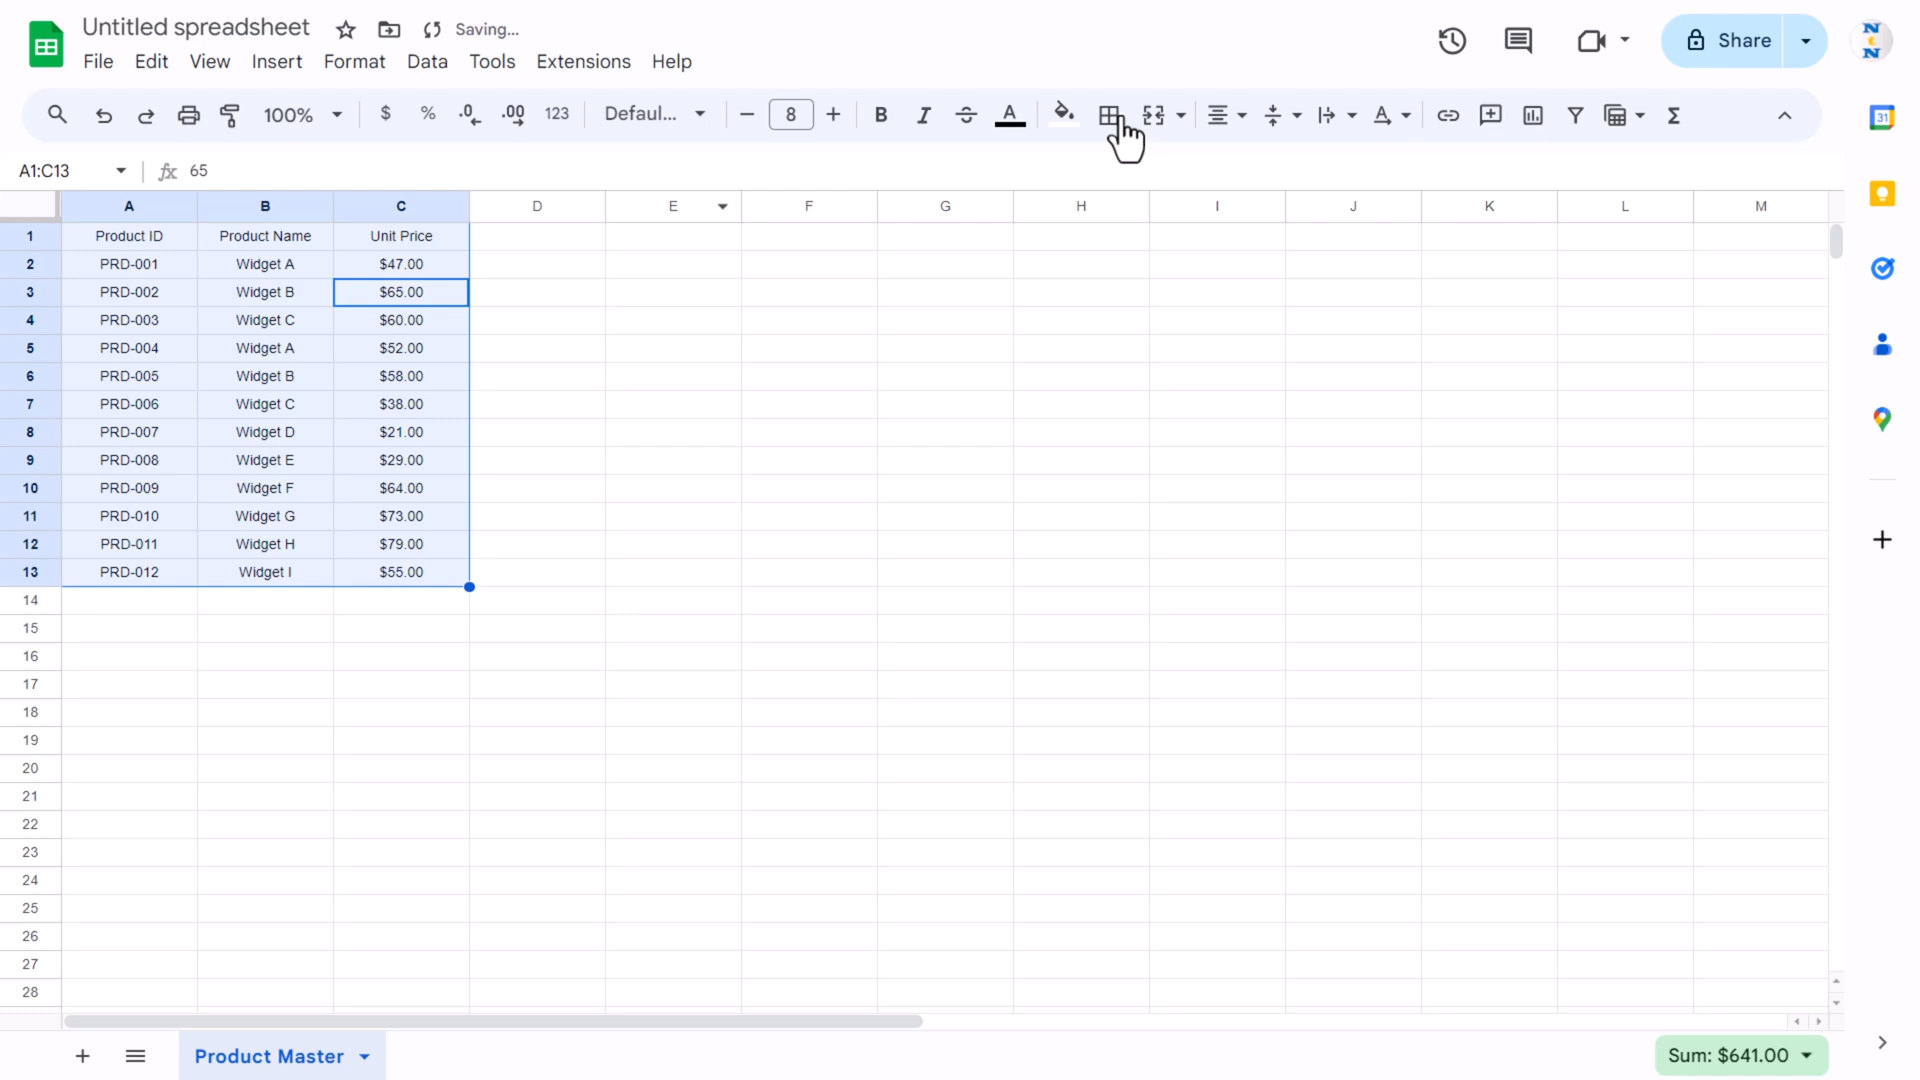 Untitled spreadsheet Saving...
File Edit View Insert Format Data Tools Extensions Help
Share
100% $ % .0 .00 123 Defaul... 8 B I A
31
A1:C13 fx 65
A B C D E F G H I J K L M
1 Product ID Product Name Unit Price
2 PRD-001 Widget A $47.00
3 PRD-002 Widget B $65.00
4 PRD-003 Widget C $60.00
5 PRD-004 Widget A $52.00
6 PRD-005 Widget B $58.00
7 PRD-006 Widget C $38.00
8 PRD-007 Widget D $21.00
9 PRD-008 Widget E $29.00
10 PRD-009 Widget F $64.00
11 PRD-010 Widget G $73.00
12 PRD-011 Widget H $79.00
13 PRD-012 Widget I $55.00
14
15
16
17
18
19
20
21
22
23
24
25
26
27
28
Product Master Sum: $641.00